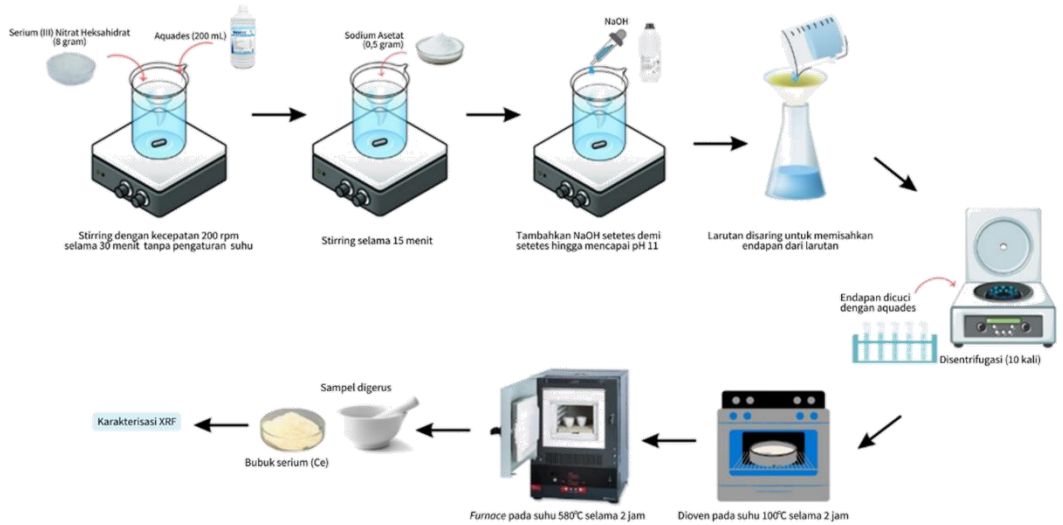 Serium (III) Nitrat Heksahidrat
(8 gram)
Aquades (200 mL)
Sodium Asetat
(0,5 gram)
NaOH
Stirring dengan kecepatan 200 rpm
selama 30 menit tanpa pengaturan suhu
Stirring selama 15 menit
Tambahkan NaOH setetes demi
setetes hingga mencapai pH 11
Larutan disaring untuk memisahkan
endapan dari larutan
Endapan dicuci
dengan aquades
Disentrifugasi (10 kali)
Sampel digerus
Karakterisasi XRF
Bubuk serium (Ce)
Furnace pada suhu 580°C selama 2 jam
Dioven pada suhu 100°C selama 2 jam